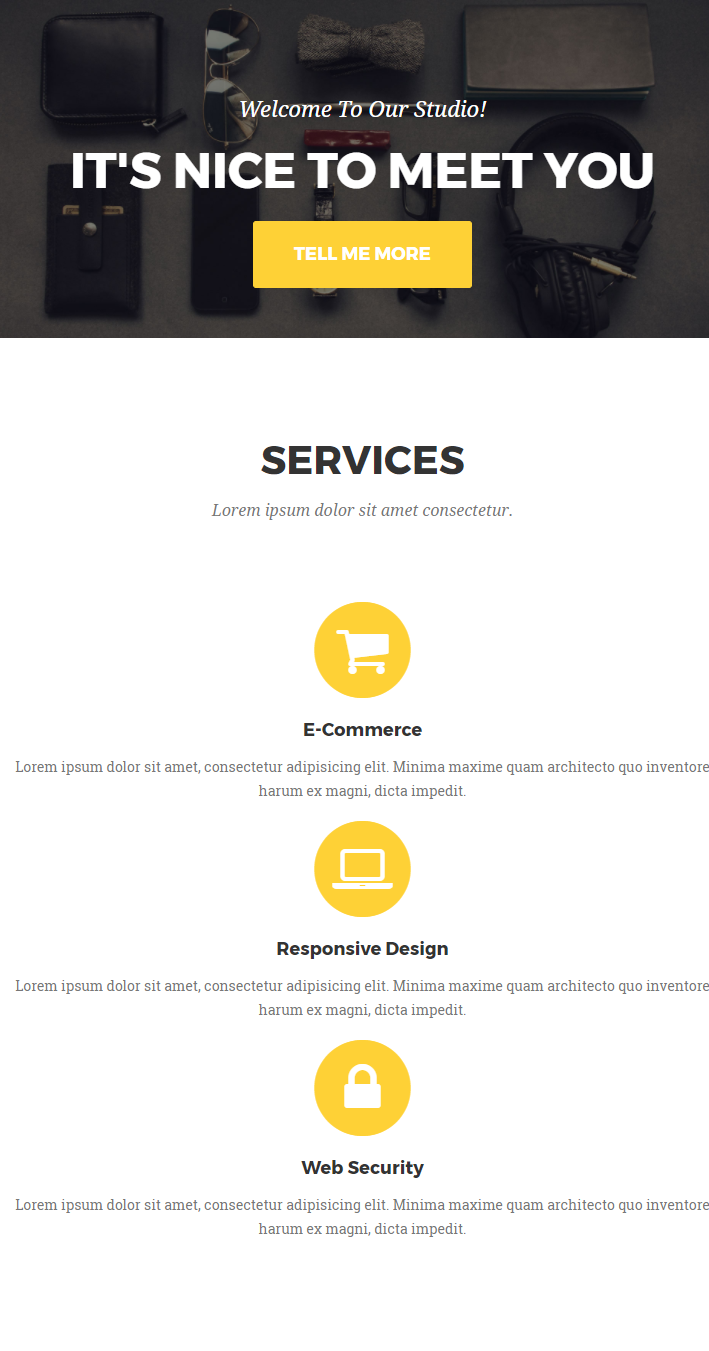 Welcome To Our Studio!
IT'S NICE TO MEET YOU
TELL ME MORE
SERVICES
Lorem ipsum dolor sit amet consectetur.
E-Commerce
Lorem ipsum dolor sit amet, consectetur adipisicing elit. Minima maxime quam architecto quo inventore
harum ex magni, dicta impedit.
Responsive Design
Lorem ipsum dolor sit amet, consectetur adipisicing elit. Minima maxime quam architecto quo inventore
harum ex magni, dicta impedit.
Web Security
Lorem ipsum dolor sit amet, consectetur adipisicing elit. Minima maxime quam architecto quo inventore
harum ex magni, dicta impedit.